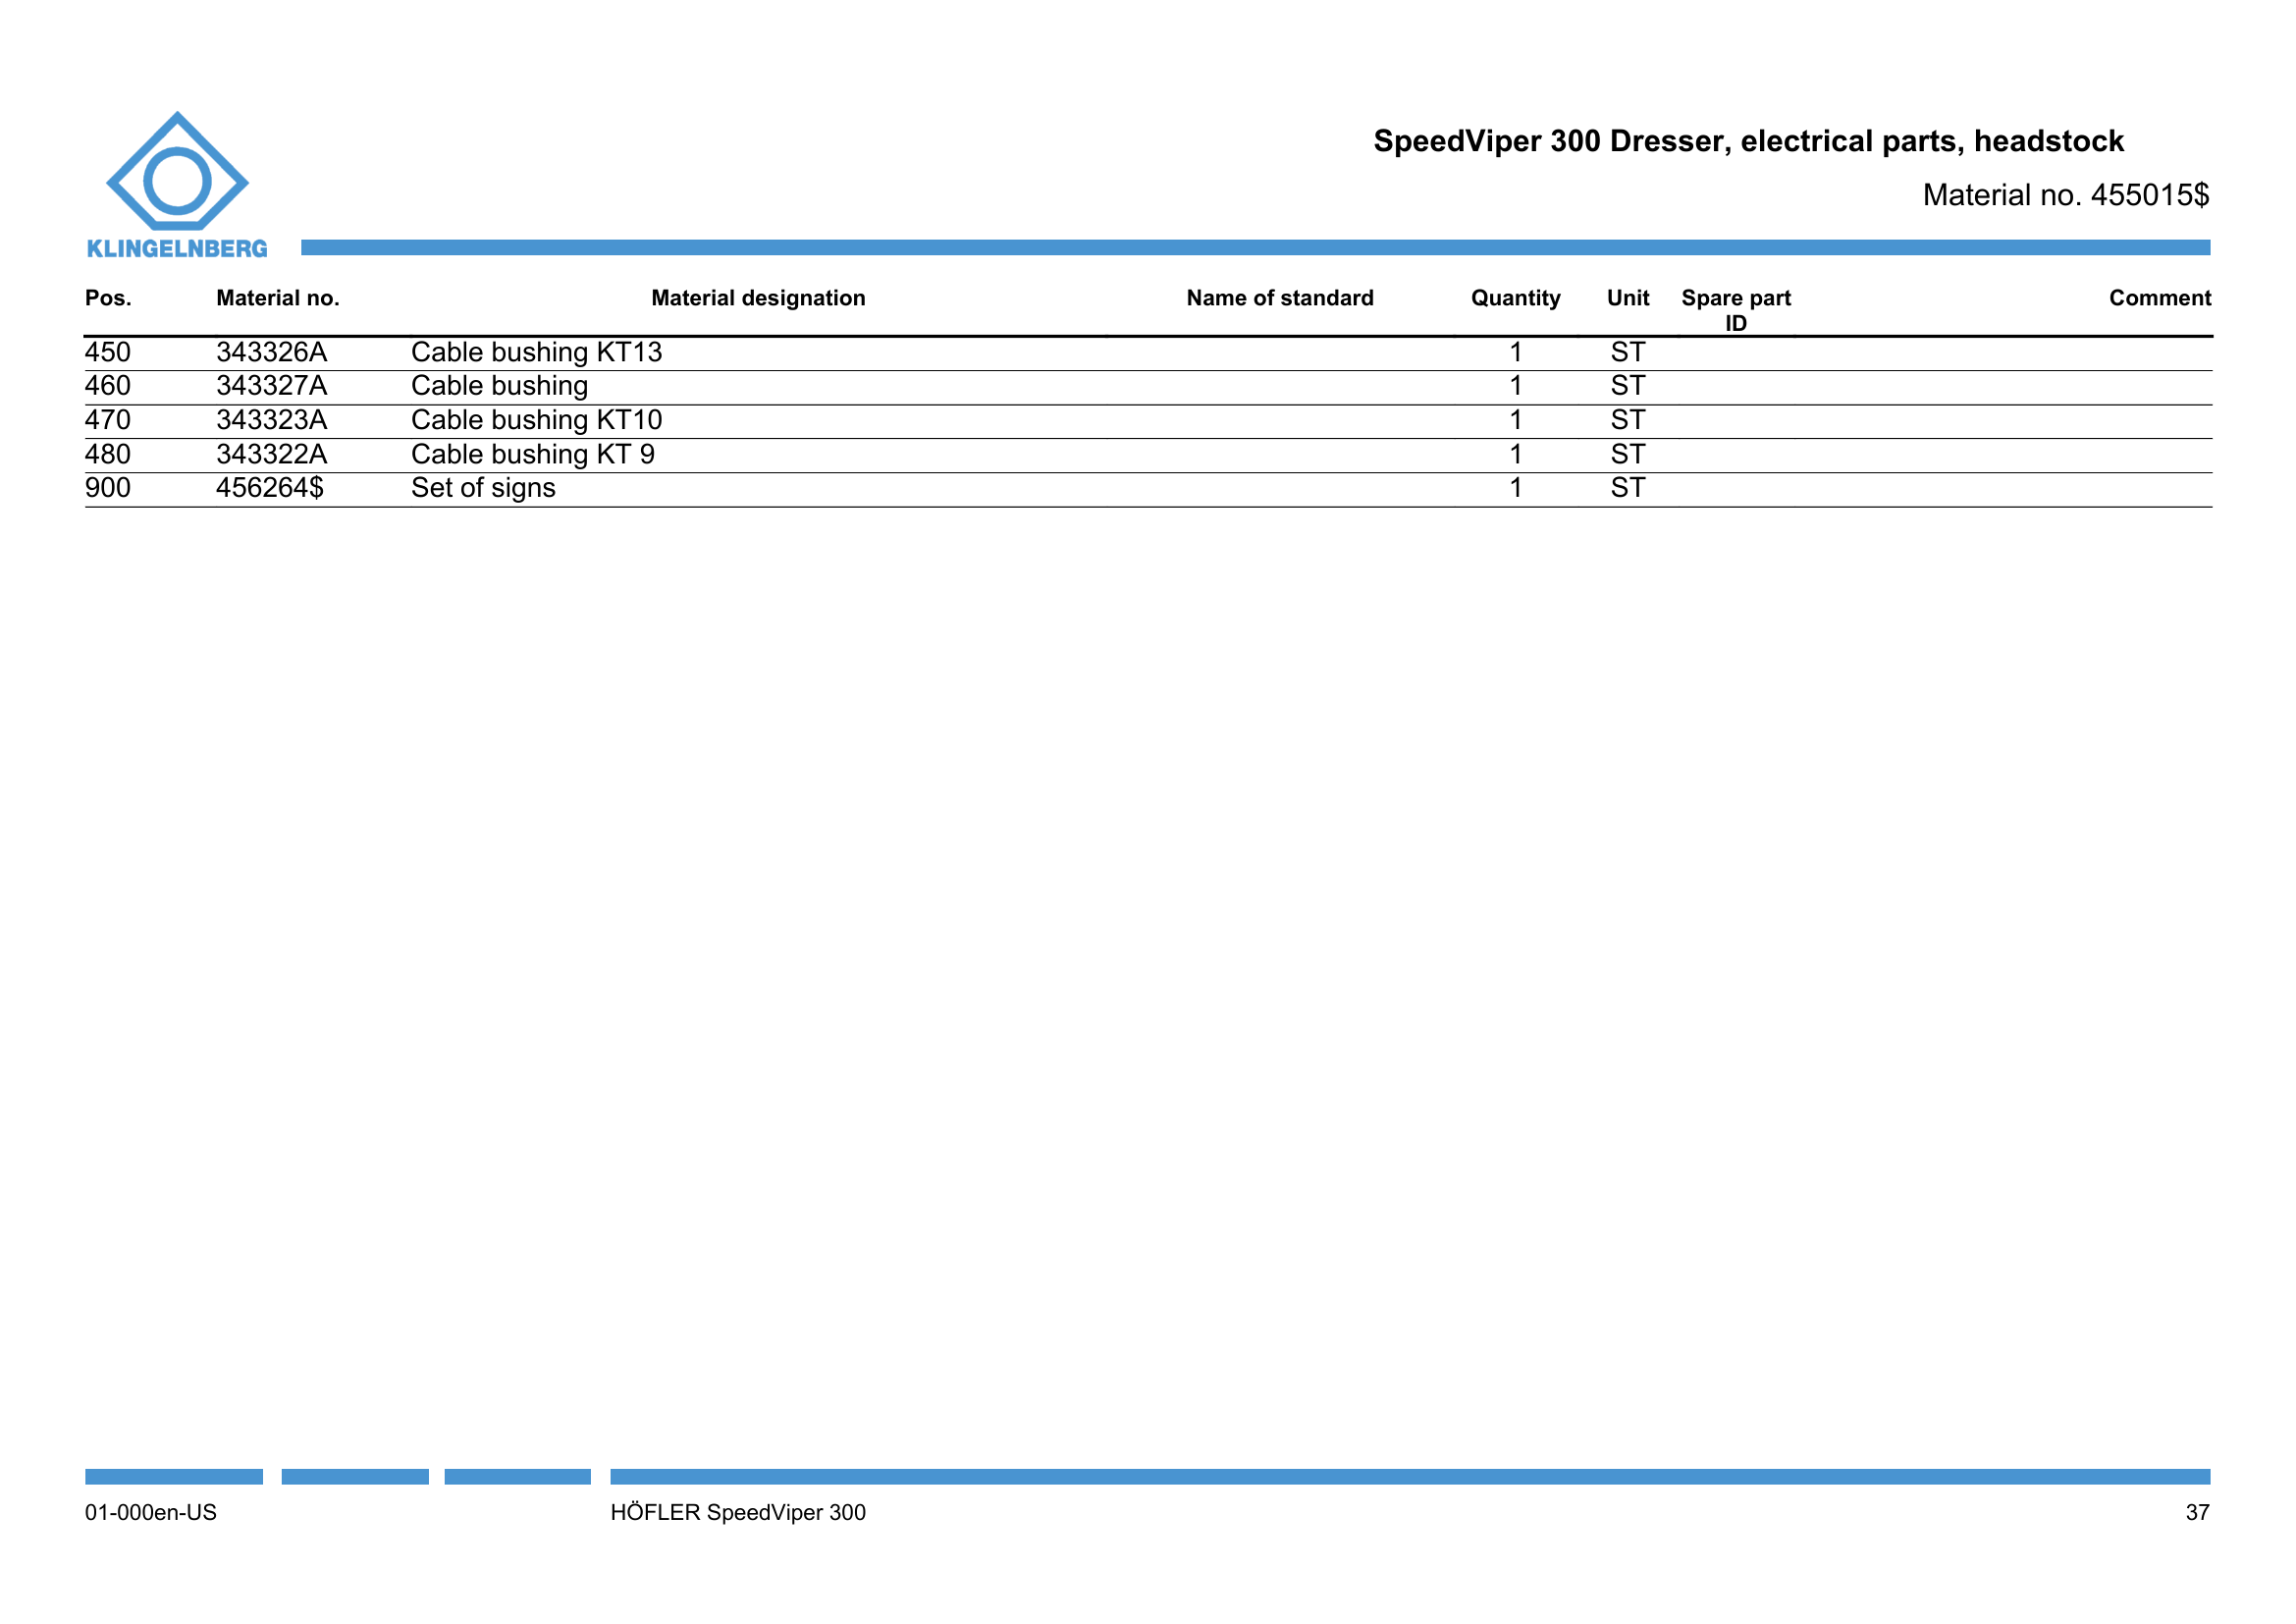 SpeedViper 300 Dresser, electrical parts, headstock
Material no. 455015$
KLINGELNBERG
Pos. Material no. Material designation Name of standard Quantity Unit Spare part ID Comment
450 343326A Cable bushing KT13 1 ST
460 343327A Cable bushing 1 ST
470 343323A Cable bushing KT10 1 ST
480 343322A Cable bushing KT 9 1 ST
900 456264$ Set of signs 1 ST
01-000en-US HÖFLER SpeedViper 300 37